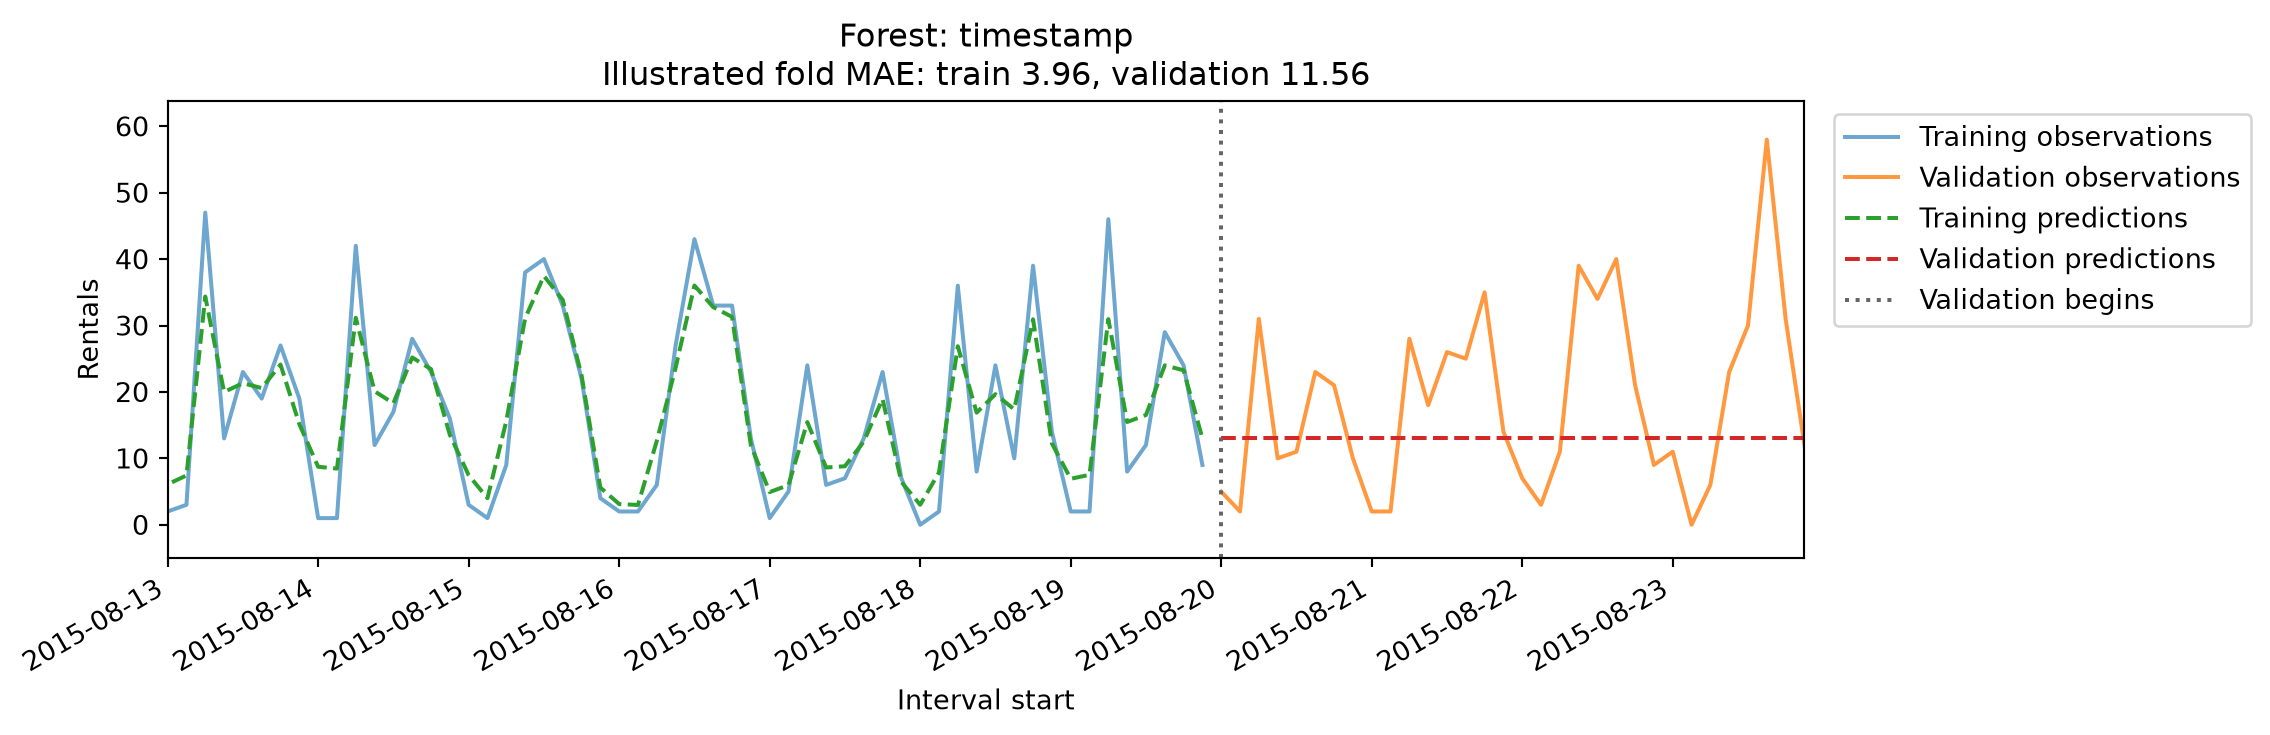 Forest: timestamp
Illustrated fold MAE: train 3.96, validation 11.56
60
50
40
30
20
10
0
Rentals
Training observations
Validation observations
Training predictions
Validation predictions
Validation begins
2015-08-13
2015-08-14
2015-08-15
2015-08-16
2015-08-17
2015-08-18
2015-08-19
2015-08-20
2015-08-21
2015-08-22
2015-08-23
Interval start